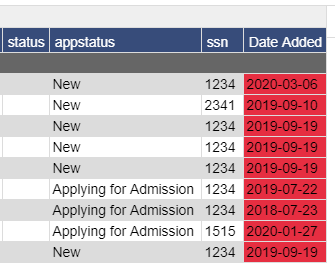 status appstatus ssn Date Added
New 1234 2020-03-06
New 2341 2019-09-10
New 1234 2019-09-19
New 1234 2019-09-19
New 1234 2019-09-19
Applying for Admission 1234 2019-07-22
Applying for Admission 1234 2018-07-23
Applying for Admission 1515 2020-01-27
New 1234 2019-09-19